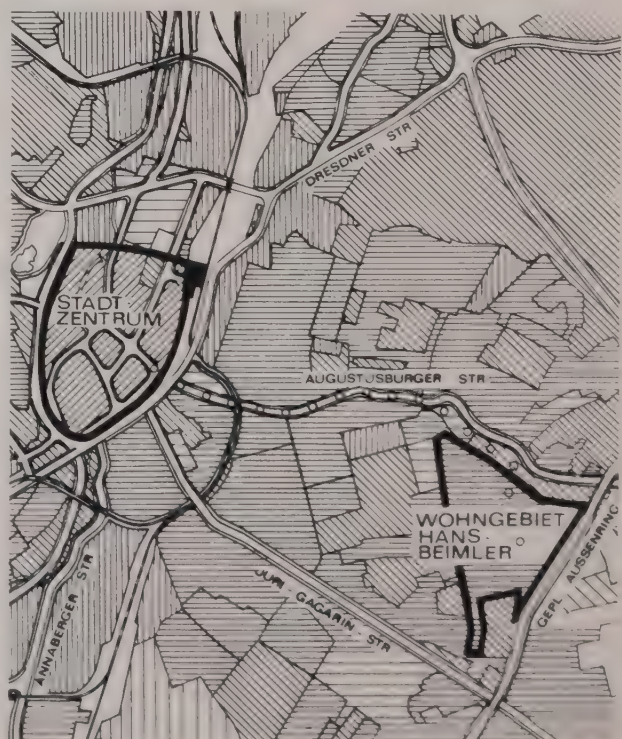 DRESDNER STR
STADT-
ZENTRUM
AUGUSTUSBURGER STR
WOHNGEBIET
HANS-
BEIMLER
GEPL AUSSENRING
JURI-GAGARIN-STR
ANNABERGER STR